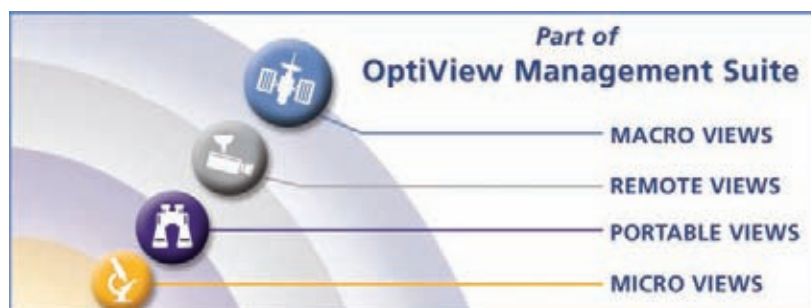 Part of
OptiView Management Suite
MACRO VIEWS
REMOTE VIEWS
PORTABLE VIEWS
MICRO VIEWS